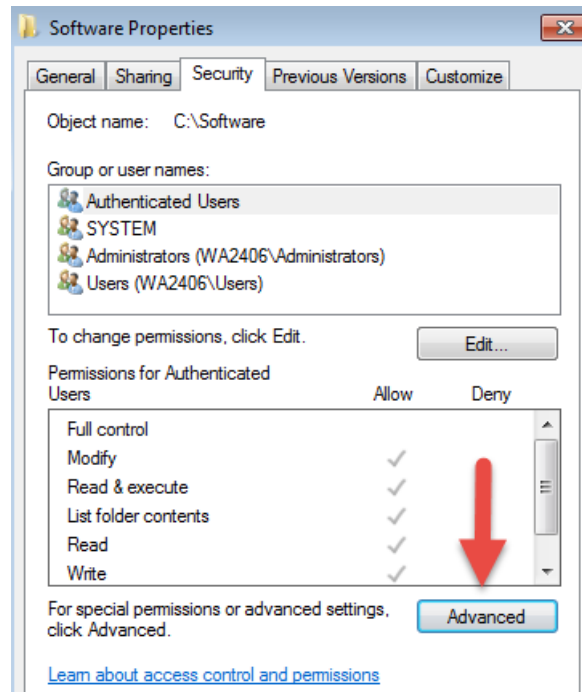 Software Properties
General Sharing Security Previous Versions Customize
Object name: C:\Software
Group or user names:
Authenticated Users
SYSTEM
Administrators (WA2406\Administrators)
Users (WA2406\Users)
To change permissions, click Edit.
Edit...
Permissions for Authenticated
Users Allow Deny
Full control
Modify
Read & execute
List folder contents
Read
Write
For special permissions or advanced settings,
click Advanced.
Advanced
Learn about access control and permissions